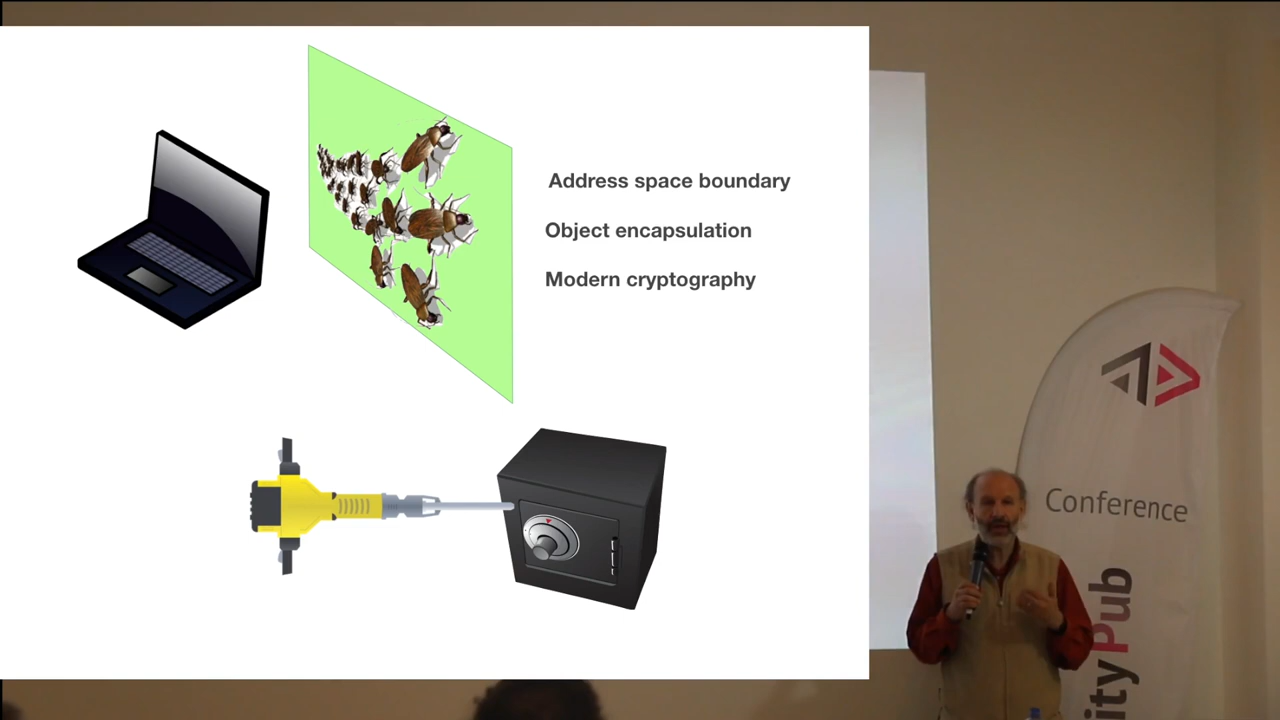 Address space boundary
Object encapsulation
Modern cryptography
Conference
ityPub